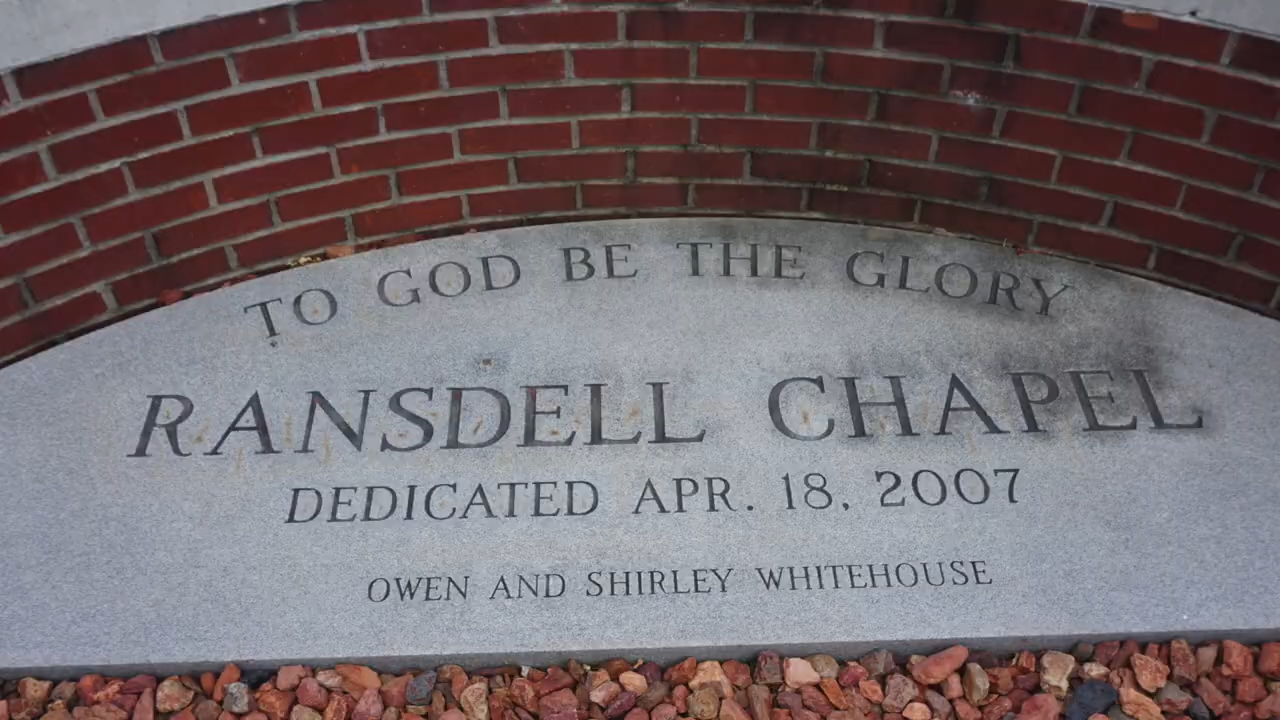 TO GOD BE THE GLORY
RANSDELL CHAPEL
DEDICATED APR. 18, 2007
OWEN AND SHIRLEY WHITEHOUSE